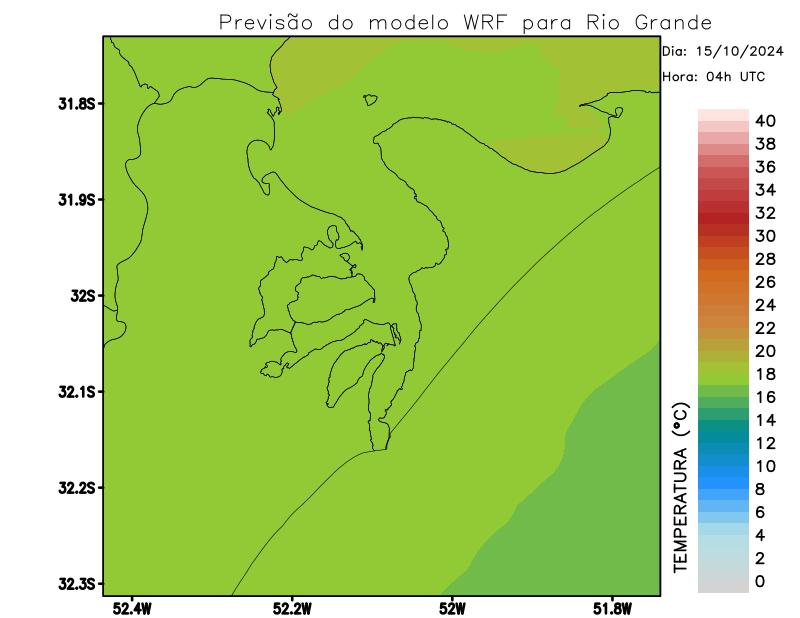 Previsão do modelo WRF para Rio Grande
Dia: 15/10/2024
Hora: 04h UTC
31.8S
31.9S
32S
32.1S
32.2S
32.3S
52.4W
52.2W
52W
51.8W
TEMPERATURA (°C)
40
38
36
34
32
30
28
26
24
22
20
18
16
14
12
10
8
6
4
2
0